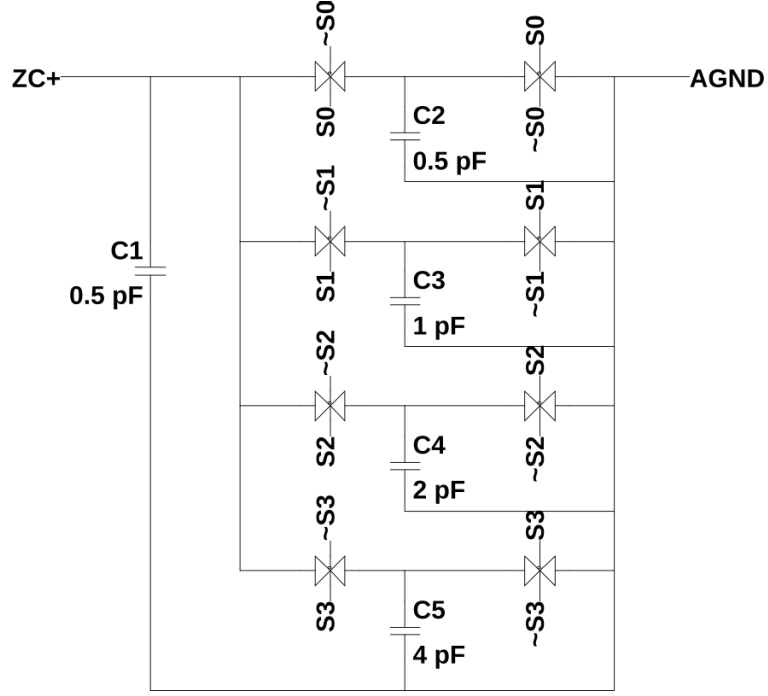 ~S0
S0
ZC+
AGND
S0
~S0
C2
0.5 pF
~S1
S1
C1
0.5 pF
S1
~S1
C3
1 pF
~S2
S2
S2
~S2
C4
2 pF
~S3
S3
S3
~S3
C5
4 pF